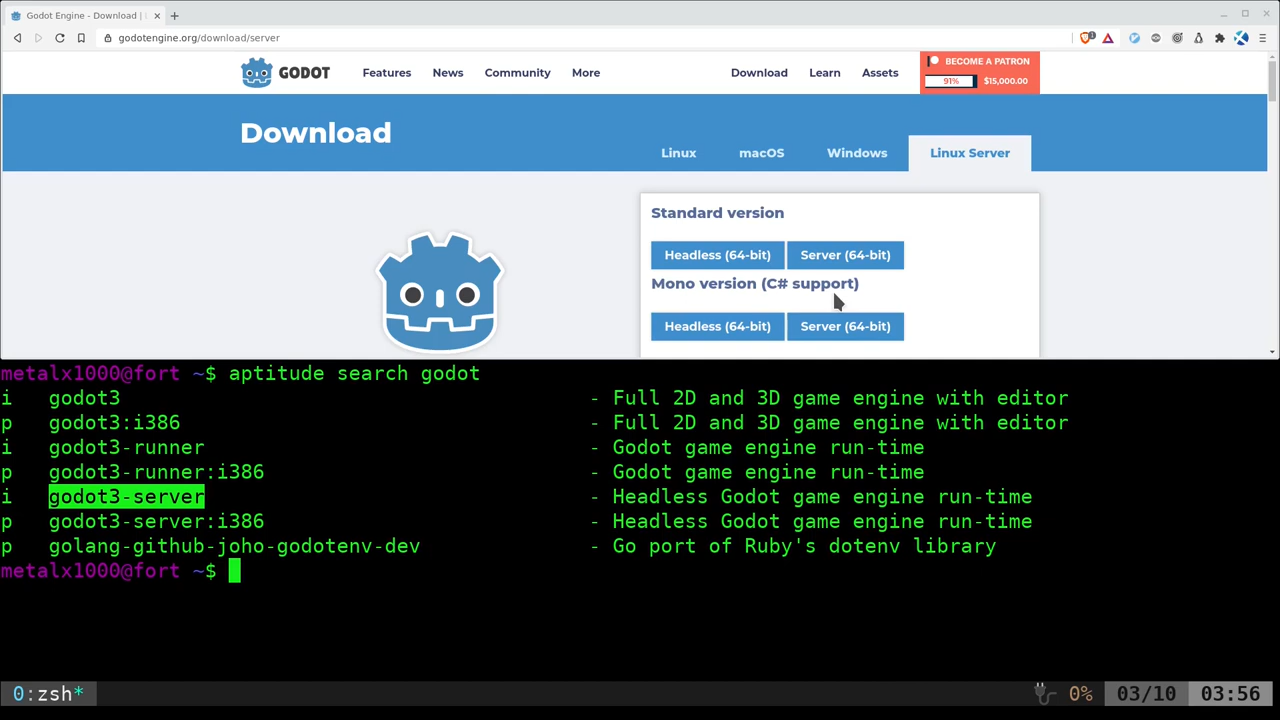 Godot Engine - Download |
godotengine.org/download/server
1
GODOT
Features News Community More Download Learn Assets
BECOME A PATRON
91% $15,000.00
Download
Linux macOS Windows Linux Server
Standard version
Headless (64-bit) Server (64-bit)
Mono version (C# support)
Headless (64-bit) Server (64-bit)
metalx1000@fort ~$ aptitude search godot
i godot3 - Full 2D and 3D game engine with editor
p godot3:i386 - Full 2D and 3D game engine with editor
i godot3-runner - Godot game engine run-time
p godot3-runner:i386 - Godot game engine run-time
i godot3-server - Headless Godot game engine run-time
p godot3-server:i386 - Headless Godot game engine run-time
p golang-github-joho-godotenv-dev - Go port of Ruby's dotenv library
metalx1000@fort ~$
0:zsh* 0% 03/10 03:56